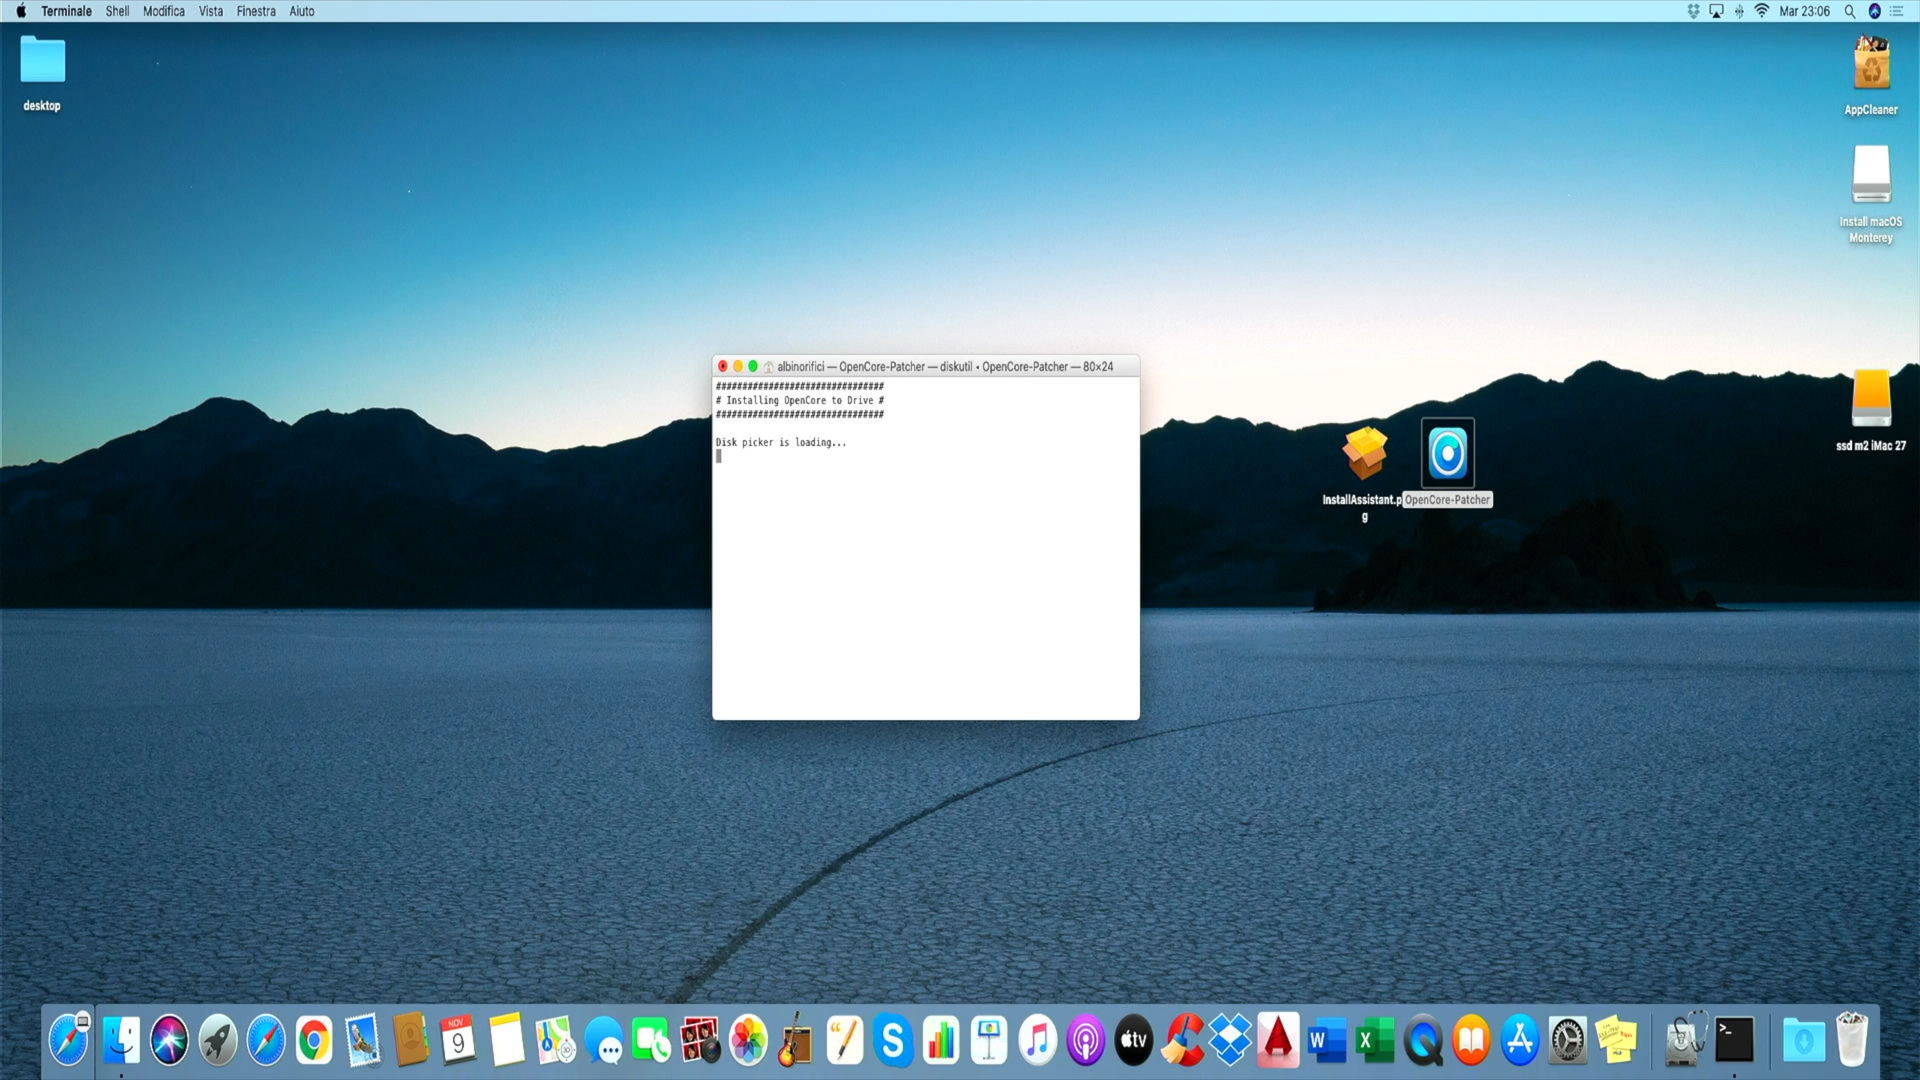 Terminale Shell Modifica Vista Finestra Aiuto
Mar 23:06
desktop
AppCleaner
Install macOS
Monterey
albinorifici — OpenCore-Patcher — diskutil • OpenCore-Patcher — 80×24
################################
# Installing OpenCore to Drive #
################################
Disk picker is loading...
ssd m2 iMac 27
InstallAssistant.p
g
OpenCore-Patcher
NOV
9
S
tv
W
X
>_